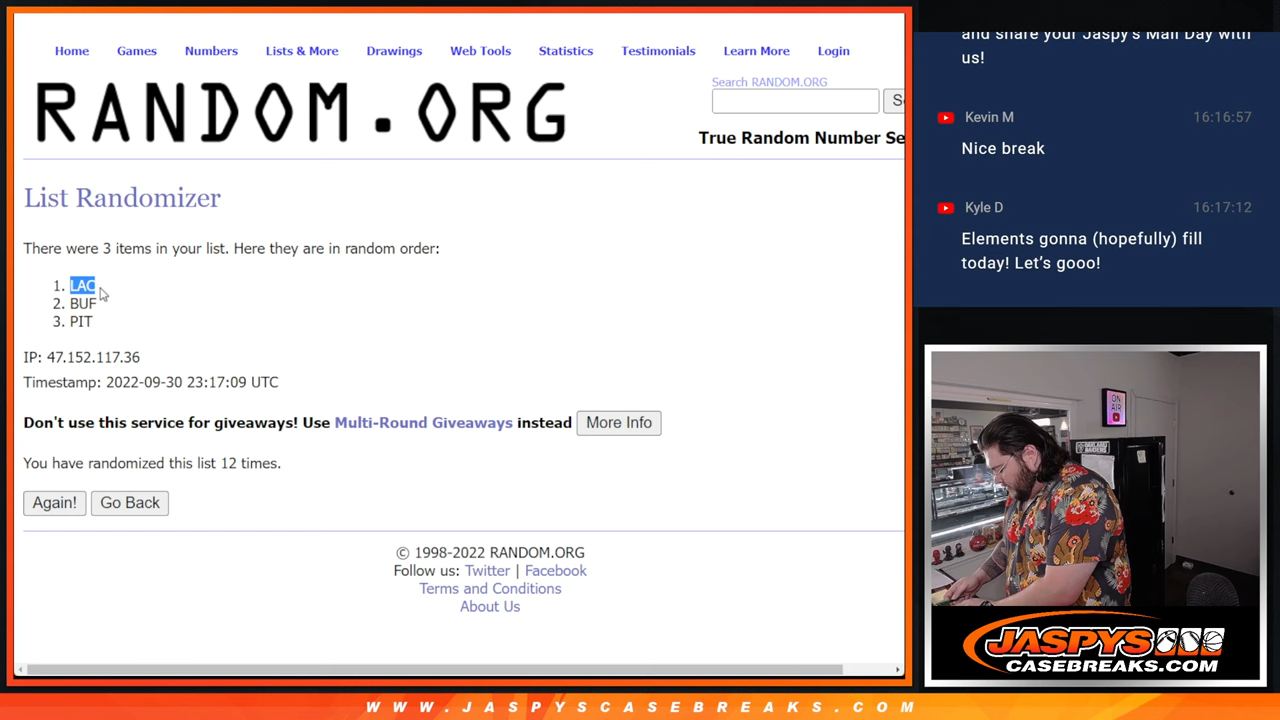 Home Games Numbers Lists & More Drawings Web Tools Statistics Testimonials Learn More Login
Search RANDOM.ORG
RANDOM.ORG
True Random Number Se
List Randomizer
There were 3 items in your list. Here they are in random order:
1. LAC
2. BUF
3. PIT
IP: 47.152.117.36
Timestamp: 2022-09-30 23:17:09 UTC
Don't use this service for giveaways! Use Multi-Round Giveaways instead More Info
You have randomized this list 12 times.
Again! Go Back
© 1998-2022 RANDOM.ORG
Follow us: Twitter | Facebook
Terms and Conditions
About Us
and share your Jaspy's Mail Day with
us!
Kevin M 16:16:57
Nice break
Kyle D 16:17:12
Elements gonna (hopefully) fill
today! Let's gooo!
ON
AIR
JASPYS
CASEBREAKS.COM
WWW.JASPYSCASEBREAKS.COM